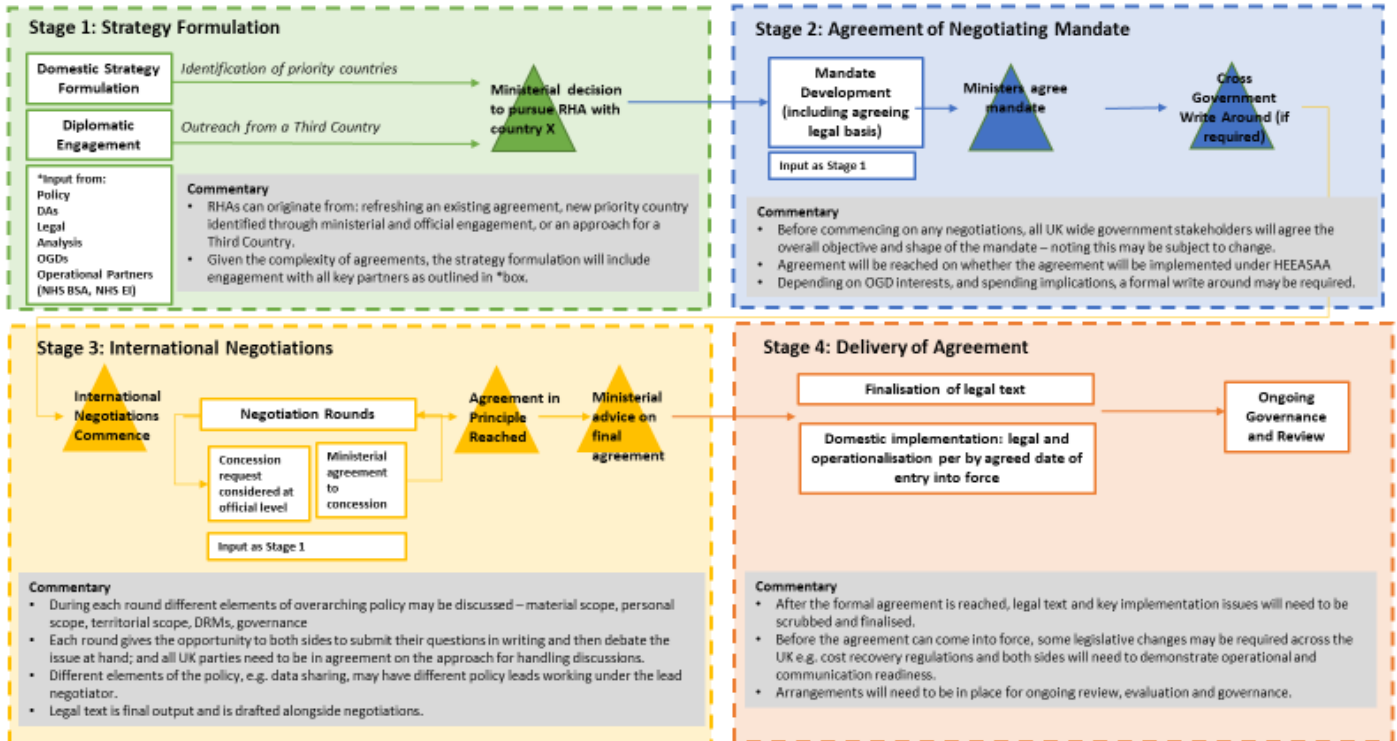 Stage 1: Strategy Formulation
Domestic Strategy
Formulation
Identification of priority countries
Diplomatic
Engagement
Outreach from a Third Country
Ministerial decision
to pursue RHA with
country X
*Input from:
Policy
DAs
Legal
Analysis
OGDs
Operational Partners
(NHS BSA, NHS EI)
Commentary
• RHAs can originate from: refreshing an existing agreement, new priority country
identified through ministerial and official engagement, or an approach for a
Third Country.
• Given the complexity of agreements, the strategy formulation will include
engagement with all key partners as outlined in *box.
Stage 2: Agreement of Negotiating Mandate
Mandate
Development
(including agreeing
legal basis)
Input as Stage 1
Ministers agree
mandate
Cross
Government
Write Around (if
required)
Commentary
• Before commencing on any negotiations, all UK wide government stakeholders will agree the
overall objective and shape of the mandate – noting this may be subject to change.
• Agreement will be reached on whether the agreement will be implemented under HEEASAA
• Depending on OGD interests, and spending implications, a formal write around may be required.
Stage 3: International Negotiations
International
Negotiations
Commence
Negotiation Rounds
Concession
request
considered at
official level
Ministerial
agreement
to
concession
Input as Stage 1
Agreement in
Principle
Reached
Ministerial
advice on
final
agreement
Commentary
• During each round different elements of overarching policy may be discussed – material scope, personal
scope, territorial scope, DRMs, governance
• Each round gives the opportunity to both sides to submit their questions in writing and then debate the
issue at hand; and all UK parties need to be in agreement on the approach for handling discussions.
• Different elements of the policy, e.g. data sharing, may have different policy leads working under the lead
negotiator.
• Legal text is final output and is drafted alongside negotiations.
Stage 4: Delivery of Agreement
Finalisation of legal text
Domestic implementation: legal and
operationalisation per by agreed date of
entry into force
Ongoing
Governance
and Review
Commentary
• After the formal agreement is reached, legal text and key implementation issues will need to be
scrubbed and finalised.
• Before the agreement can come into force, some legislative changes may be required across the
UK e.g. cost recovery regulations and both sides will need to demonstrate operational and
communication readiness.
• Arrangements will need to be in place for ongoing review, evaluation and governance.